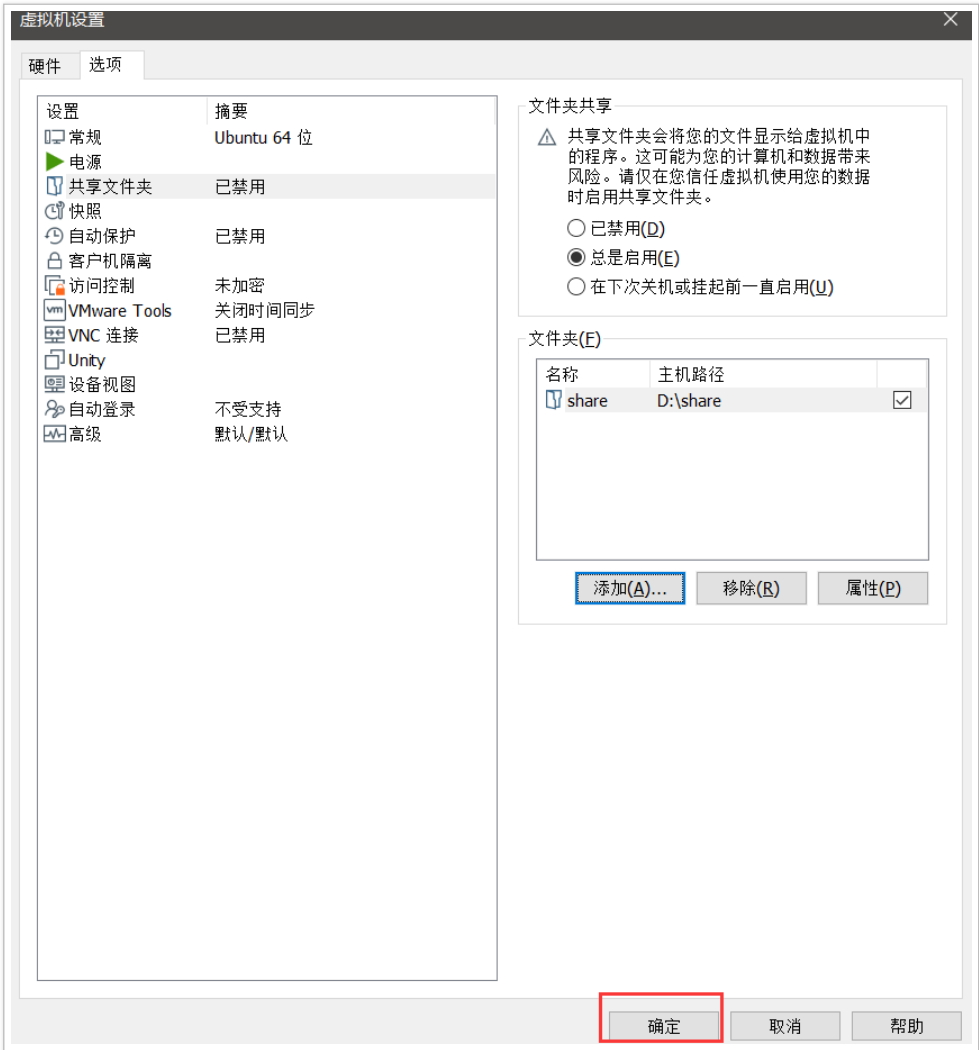 虚拟机设置
硬件 选项
设置 摘要
常规 Ubuntu 64 位
电源
共享文件夹 已禁用
快照
自动保护 已禁用
客户机隔离
访问控制 未加密
vm VMware Tools 关闭时间同步
VNC 连接 已禁用
Unity
设备视图
自动登录 不受支持
高级 默认/默认
文件夹共享
共享文件夹会将您的文件显示给虚拟机中
的程序。这可能为您的计算机和数据带来
风险。请仅在您信任虚拟机使用您的数据
时启用共享文件夹。
已禁用(D)
总是启用(E)
在下次关机或挂起前一直启用(U)
文件夹(F)
名称 主机路径
share D:\share
添加(A)... 移除(R) 属性(P)
确定 取消 帮助